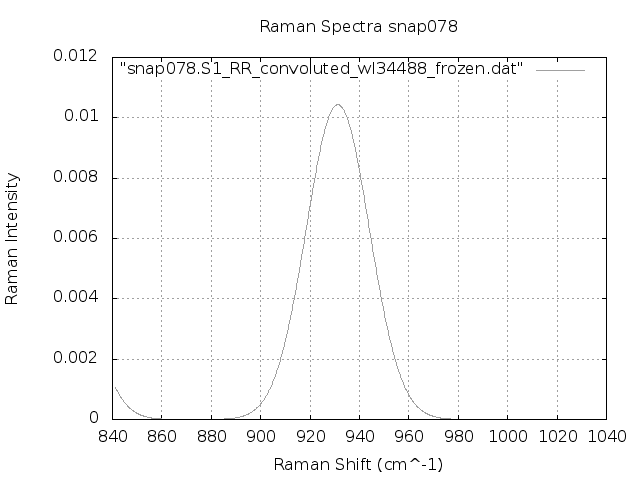 Raman Spectra snap078
"snap078.S1_RR_convoluted_wl34488_frozen.dat"
0.012
0.01
0.008
0.006
0.004
0.002
0
Raman Intensity
840 860 880 900 920 940 960 980 1000 1020 1040
Raman Shift (cm^-1)